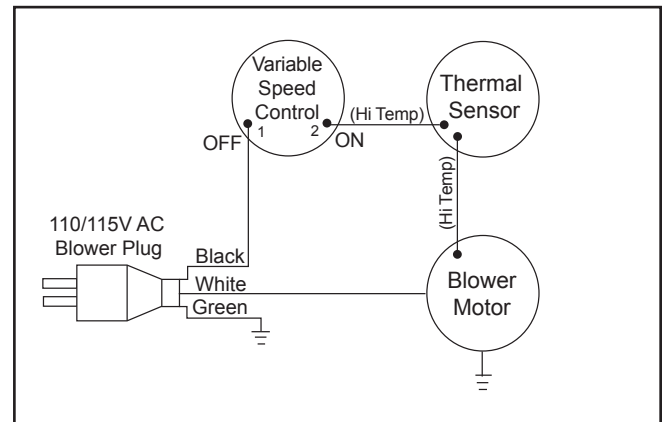 Variable
Speed
Control
1
2
OFF
ON
(Hi Temp)
Thermal
Sensor
(Hi Temp)
110/115V AC
Blower Plug
Black
White
Green
Blower
Motor